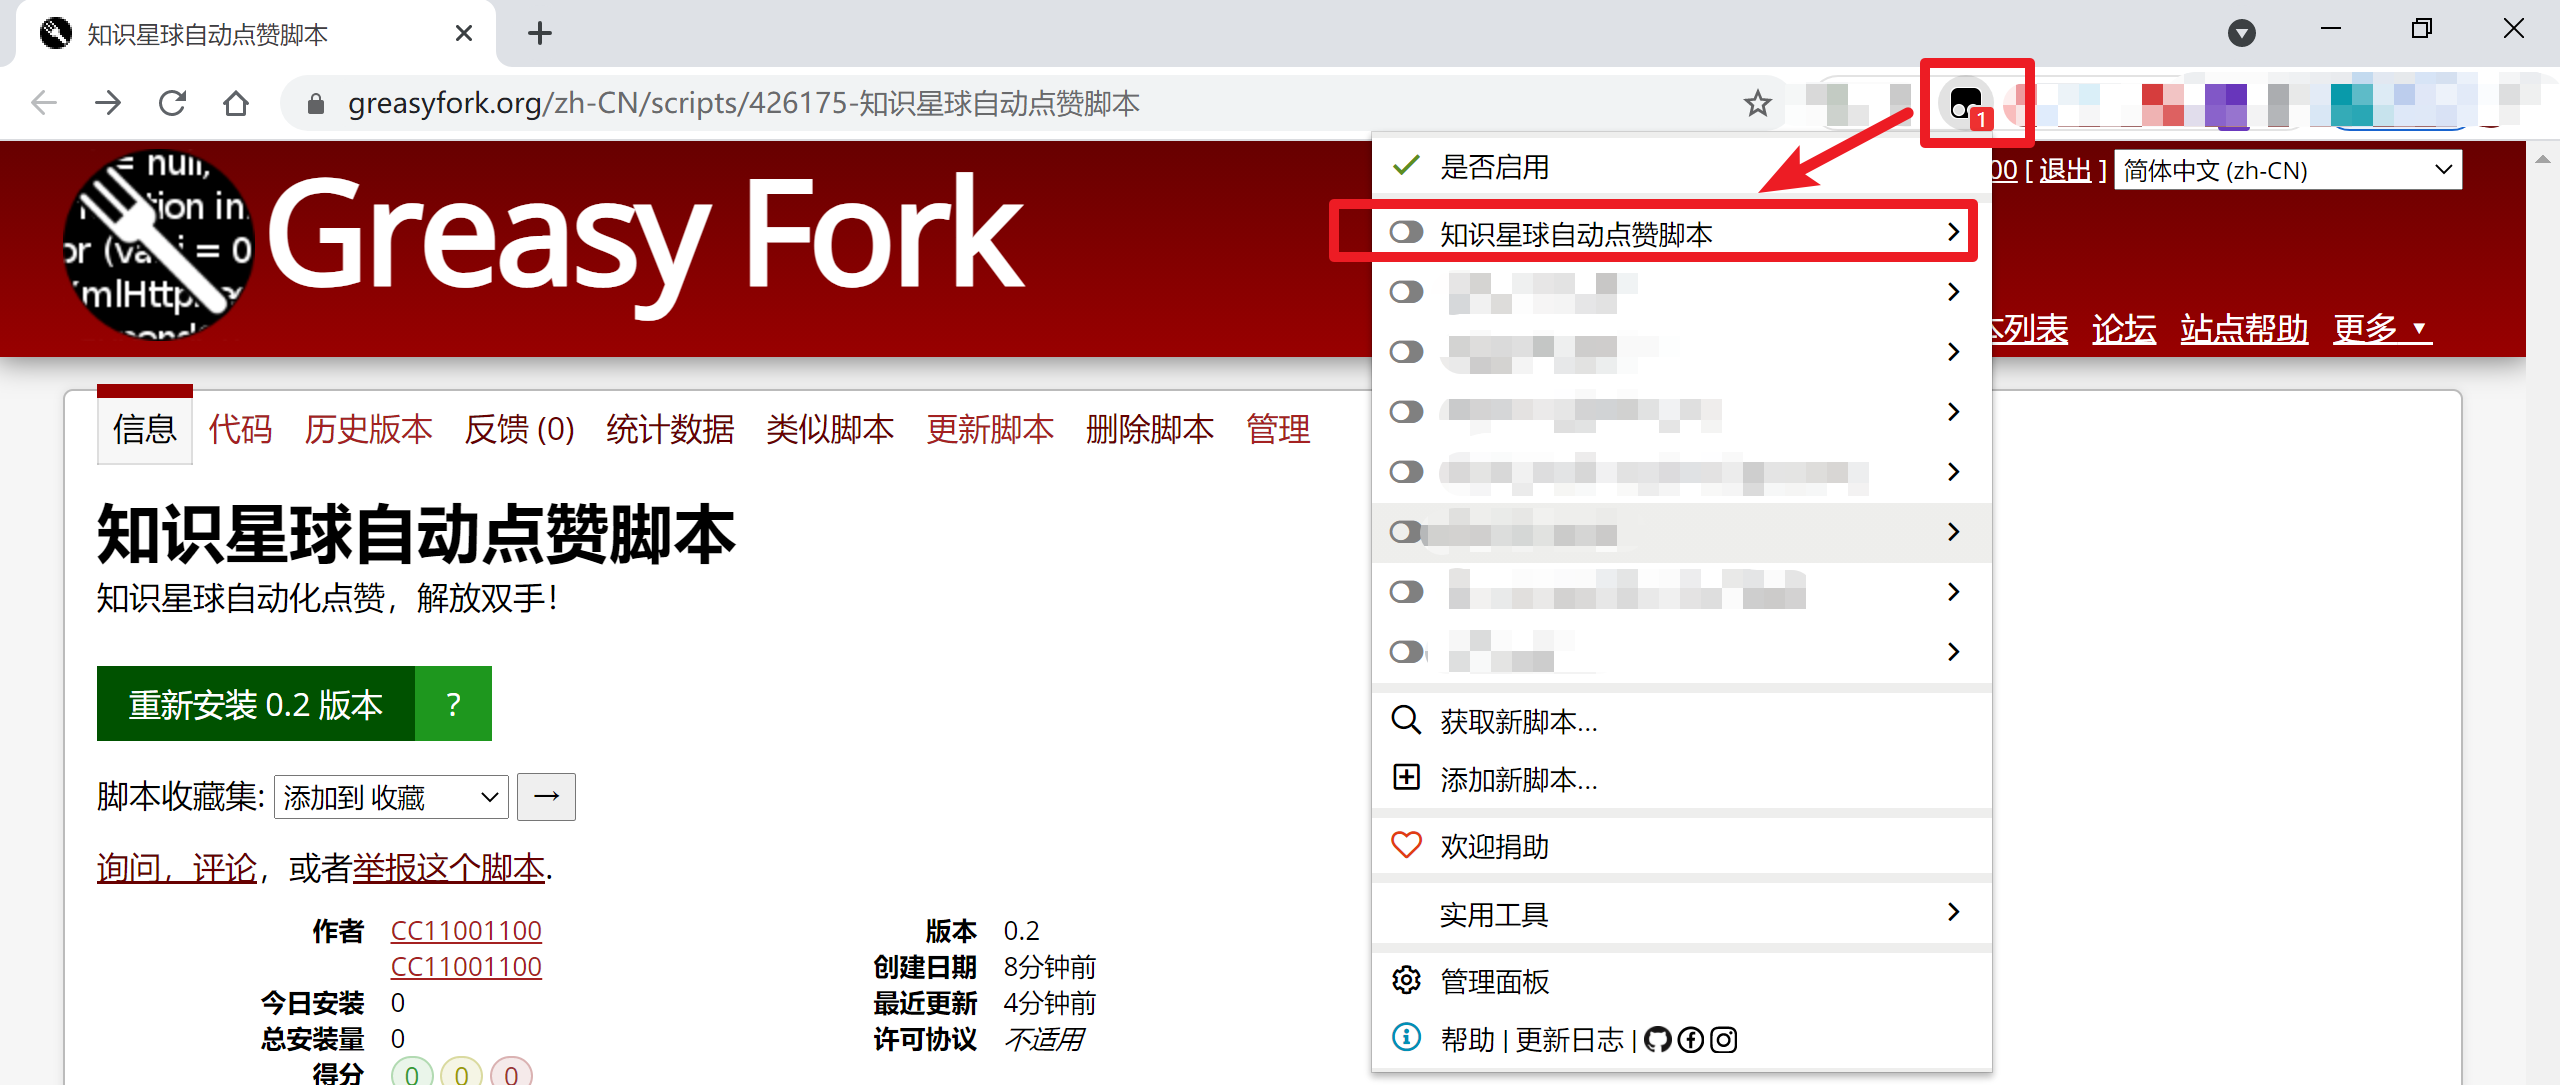 知识星球自动点赞脚本
greasyfork.org/zh-CN/scripts/426175-知识星球自动点赞脚本
1
= null,
tion in
or (va i = 0
XmlHttp
Greasy Fork
00 [ 退出 ] 简体中文 (zh-CN)
本列表 论坛 站点帮助 更多 ▼
信息 代码 历史版本 反馈 (0) 统计数据 类似脚本 更新脚本 删除脚本 管理
知识星球自动点赞脚本
知识星球自动化点赞，解放双手！
重新安装 0.2 版本 ?
脚本收藏集: 添加到 收藏 →
询问，评论，或者举报这个脚本.
作者 CC11001100
CC11001100
今日安装 0
总安装量 0
得分 0 0 0
版本 0.2
创建日期 8分钟前
最近更新 4分钟前
许可协议 不适用
是否启用
知识星球自动点赞脚本
获取新脚本...
添加新脚本...
欢迎捐助
实用工具
管理面板
帮助 | 更新日志 |